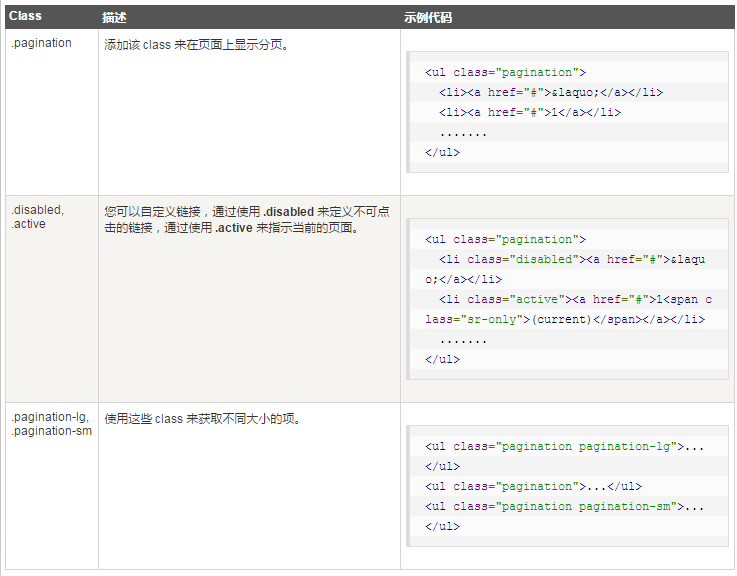 Class 描述 示例代码
.pagination 添加该 class 来在页面上显示分页。
<ul class="pagination">
  <li><a href="#">&laquo;</a></li>
  <li><a href="#">1</a></li>
  .......
</ul>
.disabled, 您可以自定义链接，通过使用 .disabled 来定义不可点
.active 击的链接，通过使用 .active 来指示当前的页面。
<ul class="pagination">
  <li class="disabled"><a href="#">&laqu
o;</a></li>
  <li class="active"><a href="#">1<span c
lass="sr-only">(current)</span></a></li>
  .......
</ul>
.pagination-lg, 使用这些 class 来获取不同大小的项。
.pagination-sm
<ul class="pagination pagination-lg">...
</ul>
<ul class="pagination">...</ul>
<ul class="pagination pagination-sm">...
</ul>